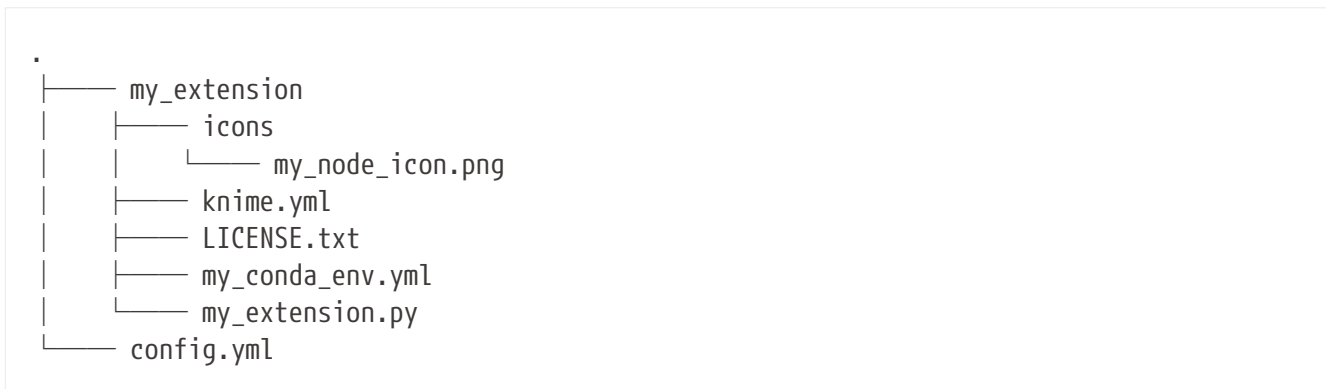 .
├── my_extension
│   ├── icons
│   │   └── my_node_icon.png
│   ├── knime.yml
│   ├── LICENSE.txt
│   ├── my_conda_env.yml
│   └── my_extension.py
└── config.yml